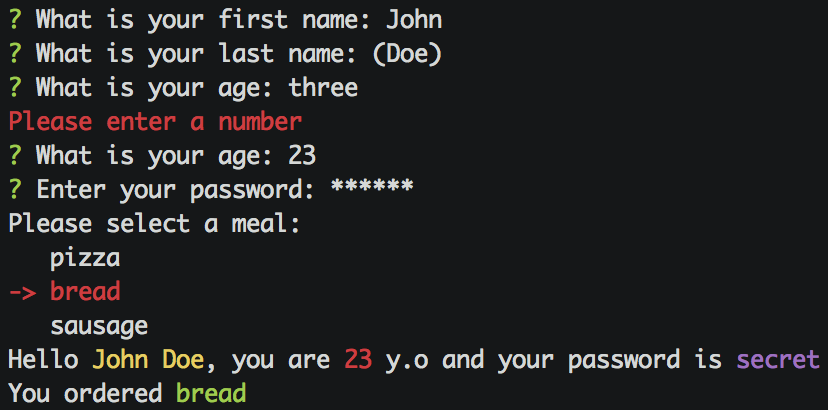 ? What is your first name: John
? What is your last name: (Doe)
? What is your age: three
Please enter a number
? What is your age: 23
? Enter your password: ******
Please select a meal:
pizza
-> bread
sausage
Hello John Doe, you are 23 y.o and your password is secret
You ordered bread